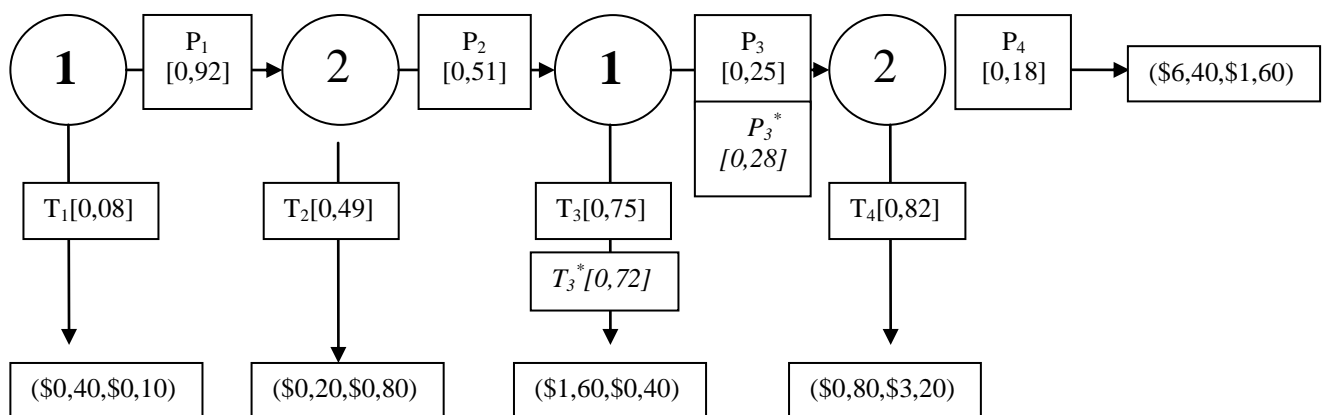 1
P₁
[0,92]
2
P₂
[0,51]
1
P₃
[0,25]
P₃*
[0,28]
2
P₄
[0,18]
($6,40,$1,60)
T₁[0,08]
T₂[0,49]
T₃[0,75]
T₃*[0,72]
T₄[0,82]
($0,40,$0,10)
($0,20,$0,80)
($1,60,$0,40)
($0,80,$3,20)